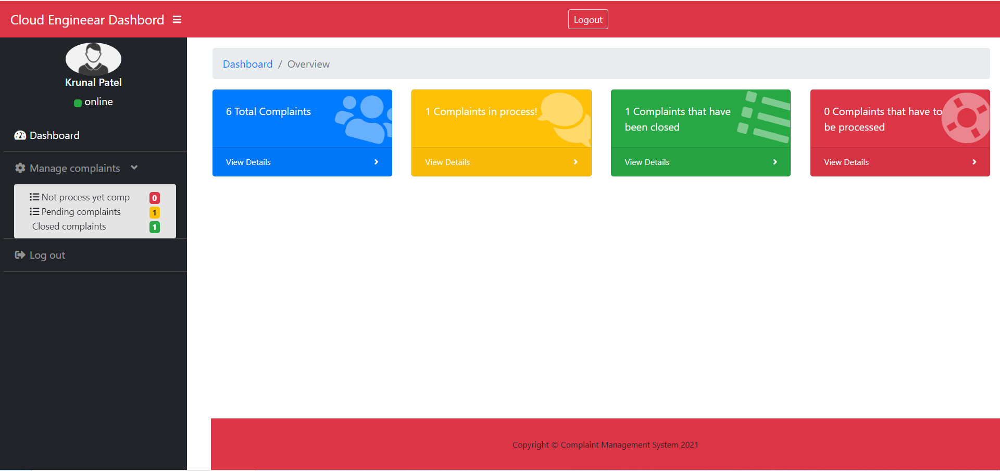 Cloud Engineear Dashbord
Logout
Krunal Patel
online
Dashboard
Manage complaints
Not process yet comp 0
Pending complaints 1
Closed complaints 1
Log out
Dashboard / Overview
6 Total Complaints
View Details
1 Complaints in process!
View Details
1 Complaints that have
been closed
View Details
0 Complaints that have to
be processed
View Details
Copyright © Complaint Management System 2021